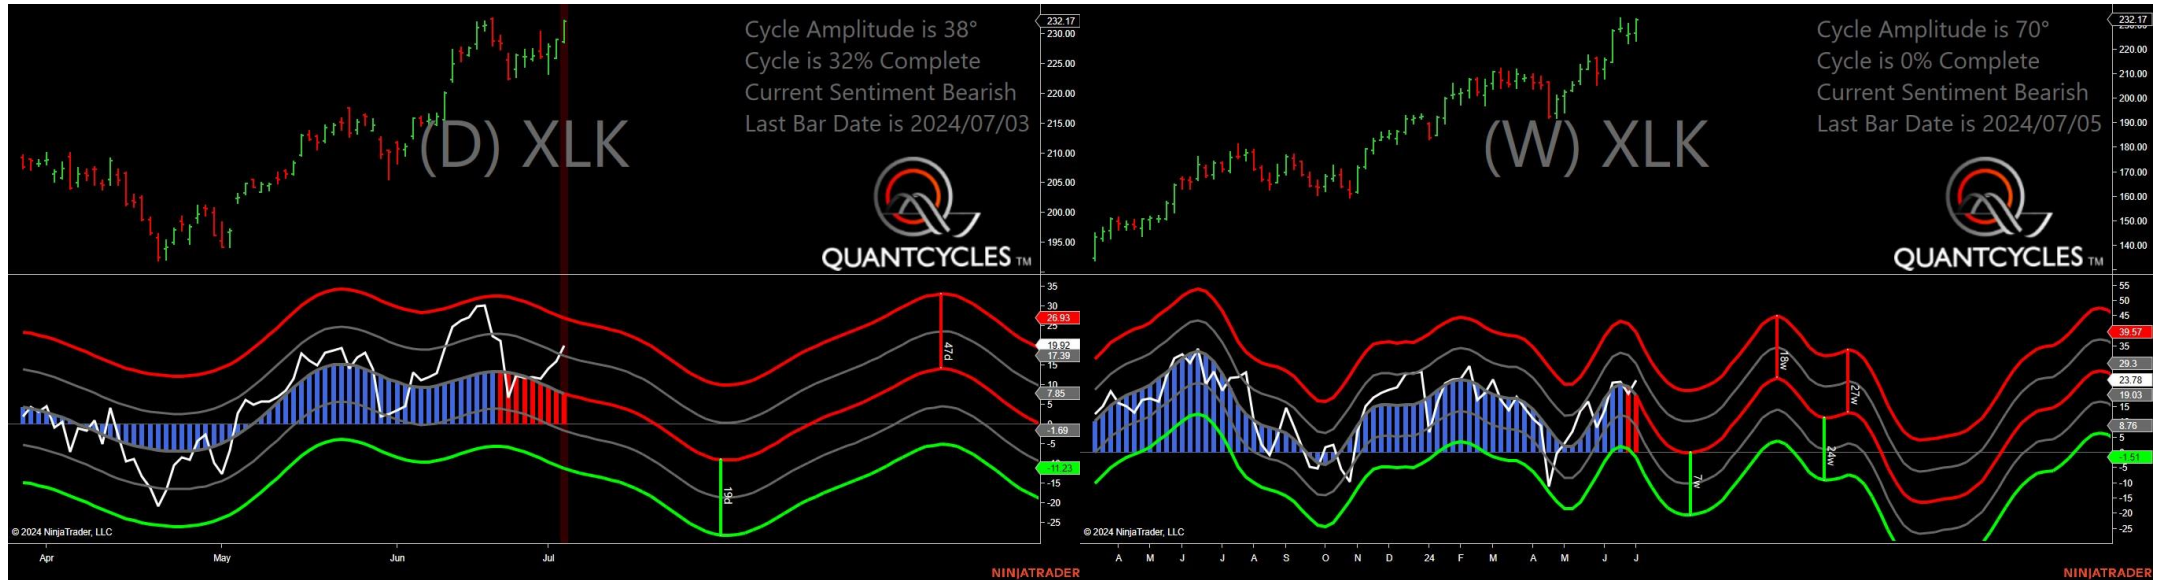 Cycle Amplitude is 38°
Cycle is 32% Complete
Current Sentiment Bearish
Last Bar Date is 2024/07/03
(D) XLK
QUANTCYCLES TM
232.17
230.00
225.00
220.00
215.00
210.00
205.00
200.00
195.00
35
30
26.93
25
19.92
17.39
15
10
7.85
5
-1.69
-5
-11.23
-15
-20
-25
47d
19d
© 2024 NinjaTrader, LLC
Apr May Jun Jul
NINJATRADER
Cycle Amplitude is 70°
Cycle is 0% Complete
Current Sentiment Bearish
Last Bar Date is 2024/07/05
(W) XLK
QUANTCYCLES TM
232.17
220.00
210.00
200.00
190.00
180.00
170.00
160.00
150.00
140.00
55
50
45
39.57
35
29.3
23.78
19.03
15
8.76
5
-1.51
-5
-10
-15
-20
-25
18w
27w
24w
7w
© 2024 NinjaTrader, LLC
A M J J A S O N D 24 F M A M J J
NINJATRADER